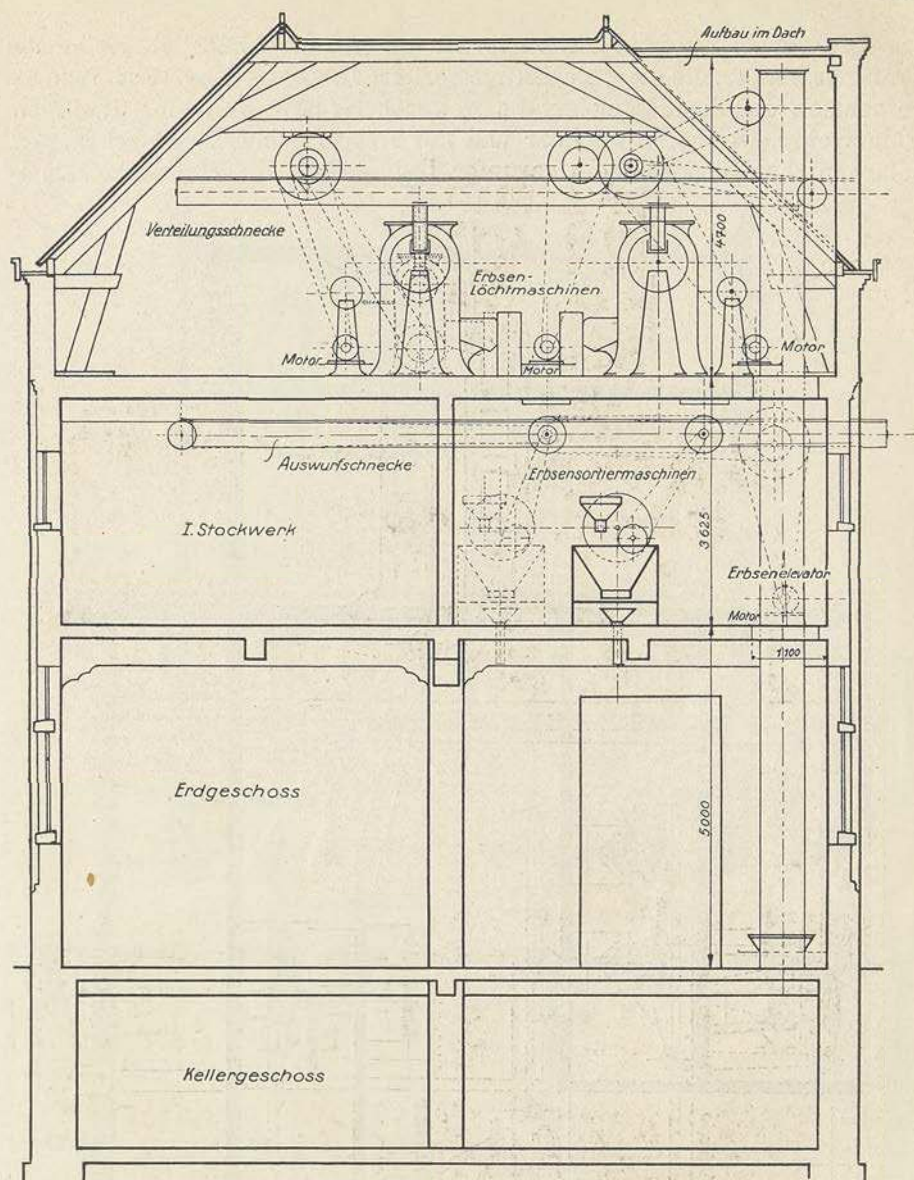 Aufbau im Dach
Verteilungsschnecke
4700
Erbsen-
Löchtmaschinen
Motor
Motor
Motor
Auswurfschnecke
Erbsensortiermaschinen
I. Stockwerk
3625
Erbsenelevator
Motor
1100
Erdgeschoss
5000
Kellergeschoss